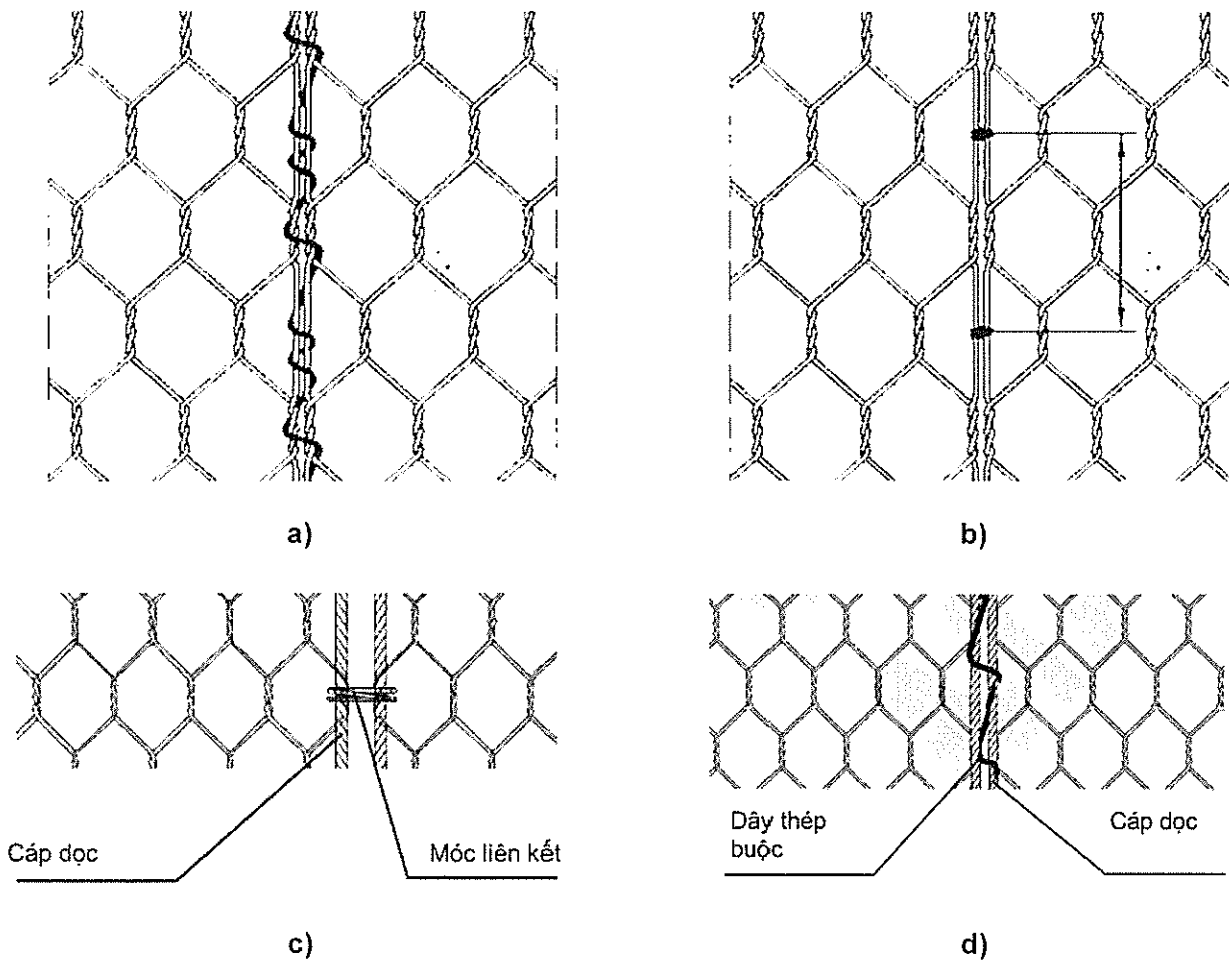 a)
b)
Cáp dọc
Móc liên kết
c)
Dây thép
buộc
Cáp dọc
d)